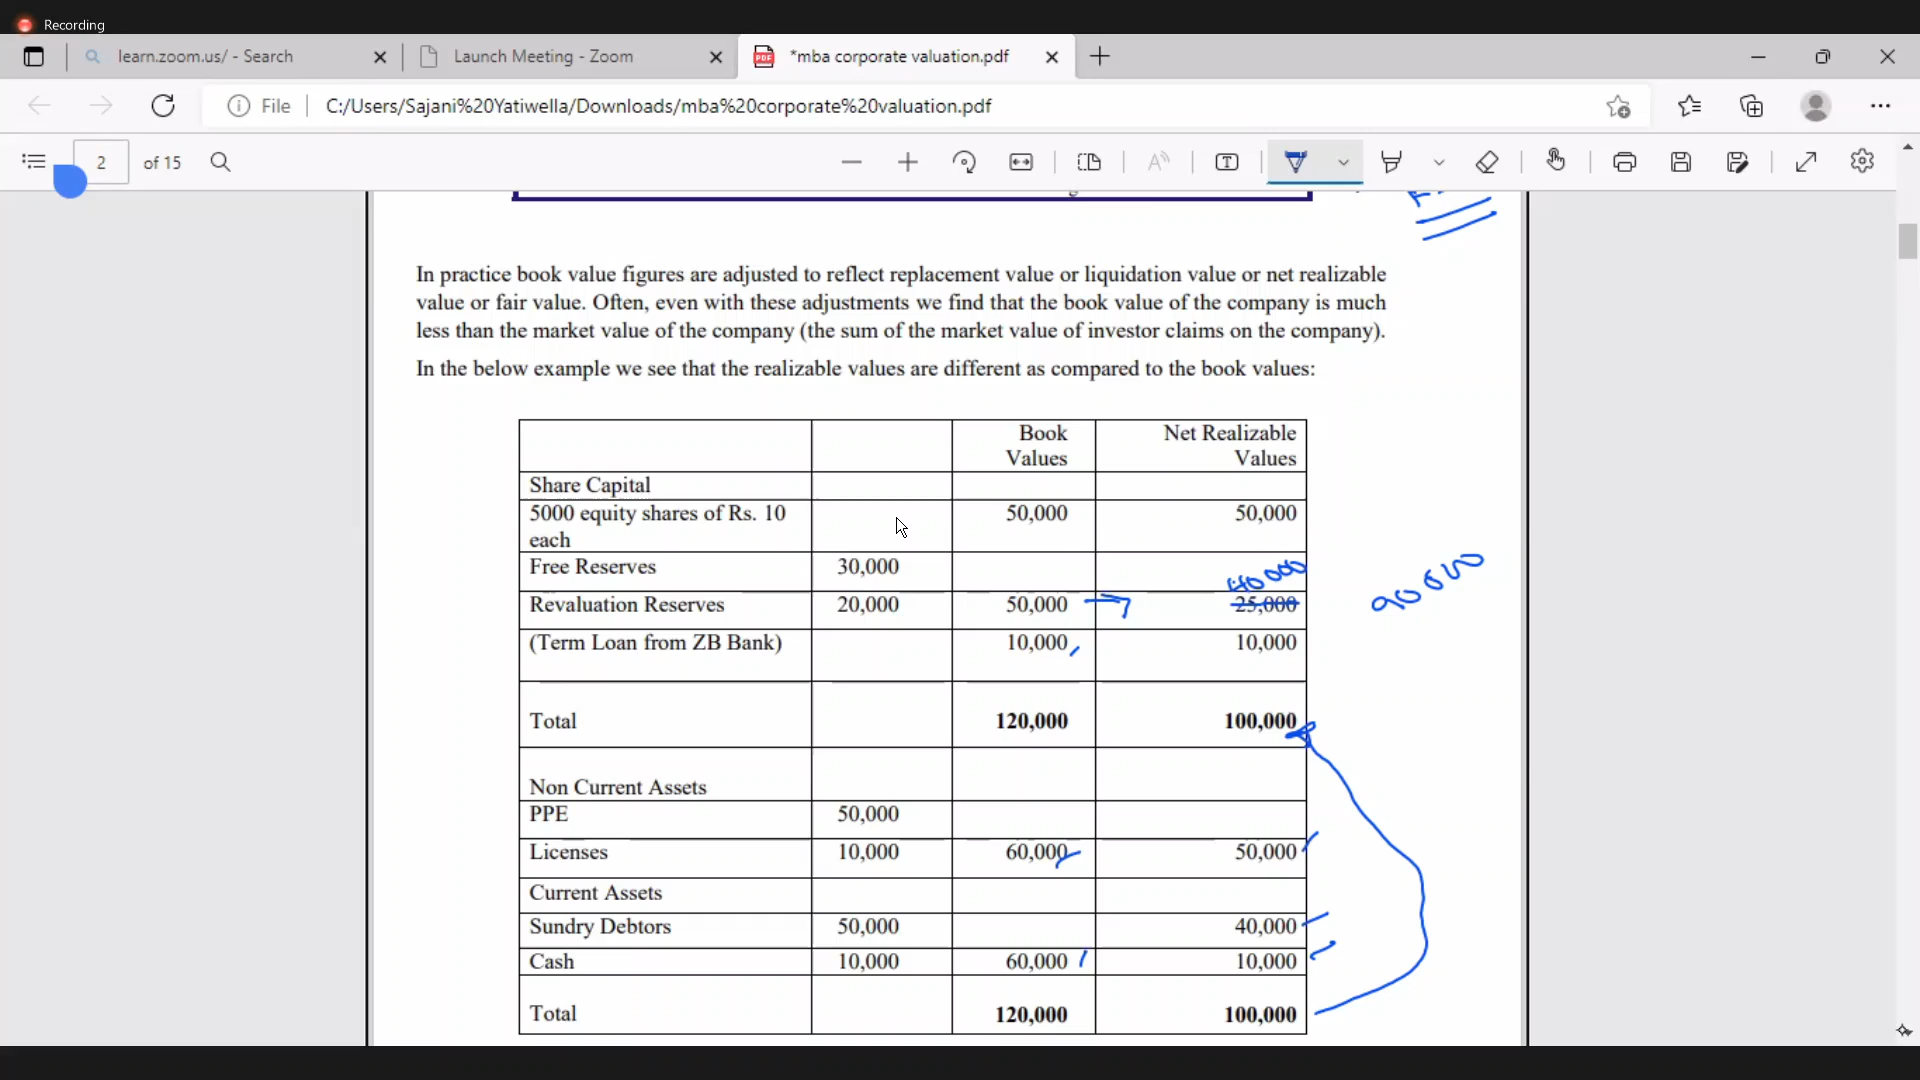 Recording
learn.zoom.us/ - Search
Launch Meeting - Zoom
*mba corporate valuation.pdf
File
C:/Users/Sajani%20Yatiwella/Downloads/mba%20corporate%20valuation.pdf
2 of 15
In practice book value figures are adjusted to reflect replacement value or liquidation value or net realizable
value or fair value. Often, even with these adjustments we find that the book value of the company is much
less than the market value of the company (the sum of the market value of investor claims on the company).
In the below example we see that the realizable values are different as compared to the book values:
Book Net Realizable
Values Values
Share Capital
5000 equity shares of Rs. 10 50,000 50,000
each
Free Reserves 30,000
40000
90000
Revaluation Reserves 20,000 50,000 25,000
(Term Loan from ZB Bank) 10,000 10,000
Total 120,000 100,000
Non Current Assets
PPE 50,000
Licenses 10,000 60,000 50,000
Current Assets
Sundry Debtors 50,000 40,000
Cash 10,000 60,000 10,000
Total 120,000 100,000